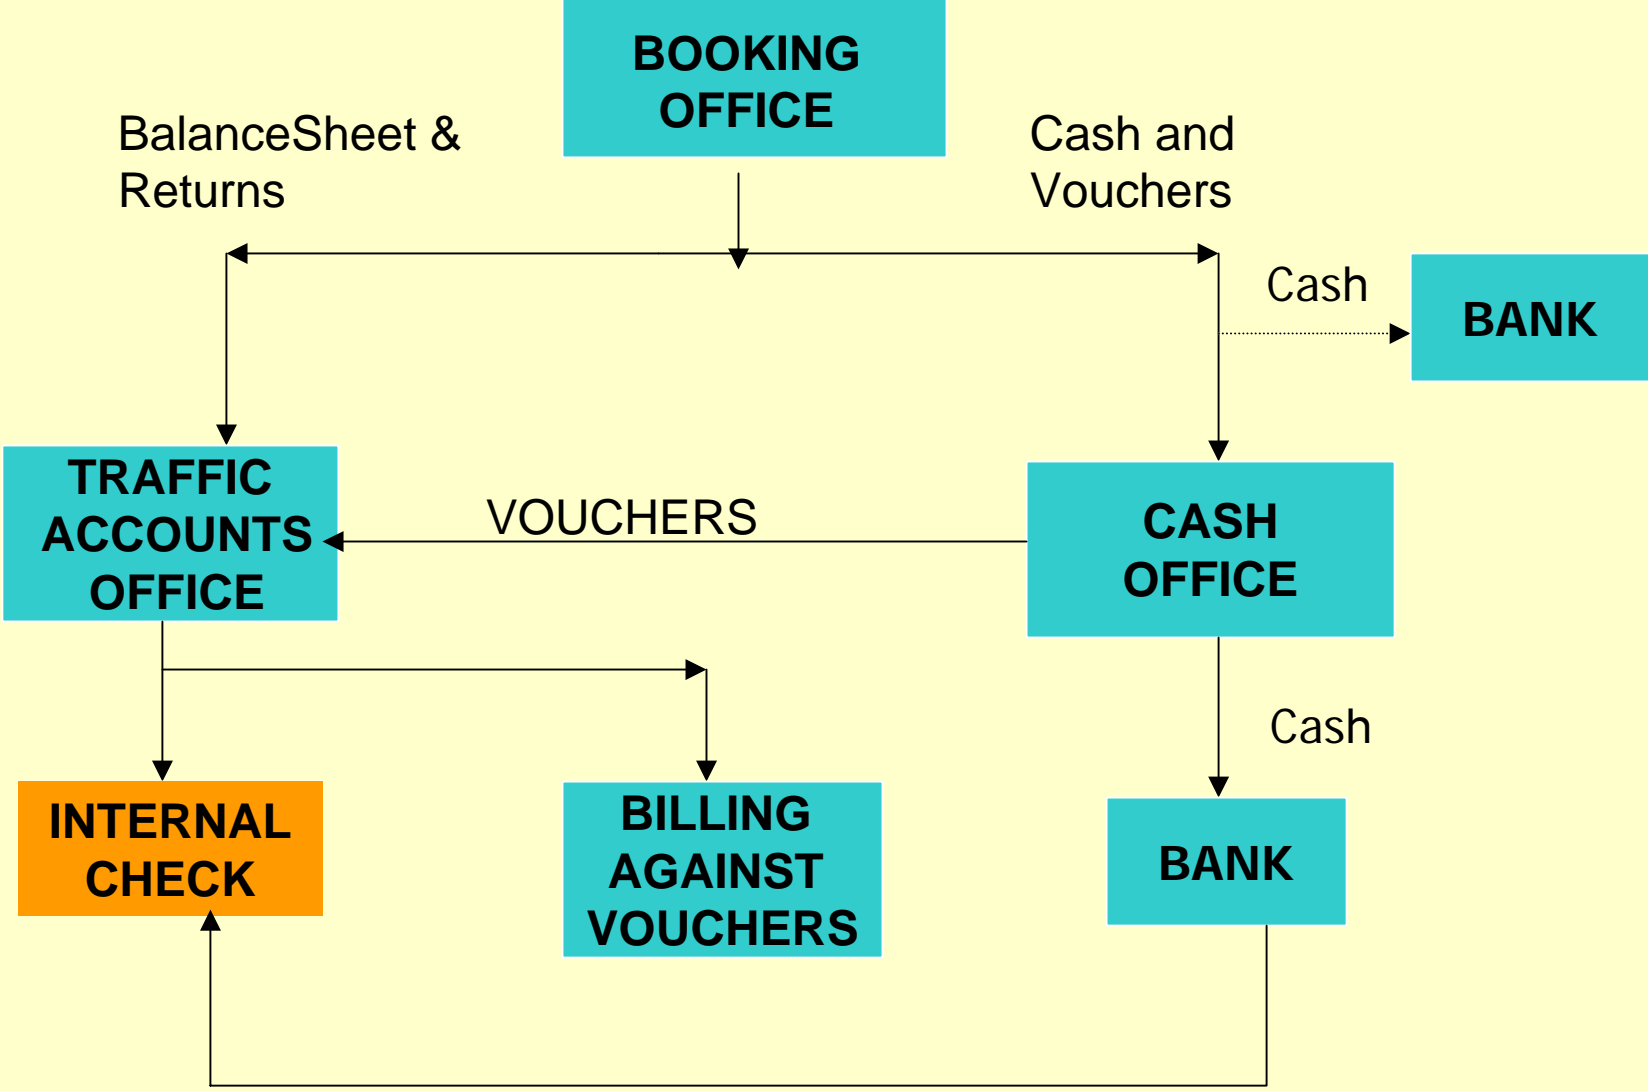 BOOKING
OFFICE
BalanceSheet &
Returns
Cash and
Vouchers
Cash
BANK
TRAFFIC
ACCOUNTS
OFFICE
VOUCHERS
CASH
OFFICE
Cash
INTERNAL
CHECK
BILLING
AGAINST
VOUCHERS
BANK